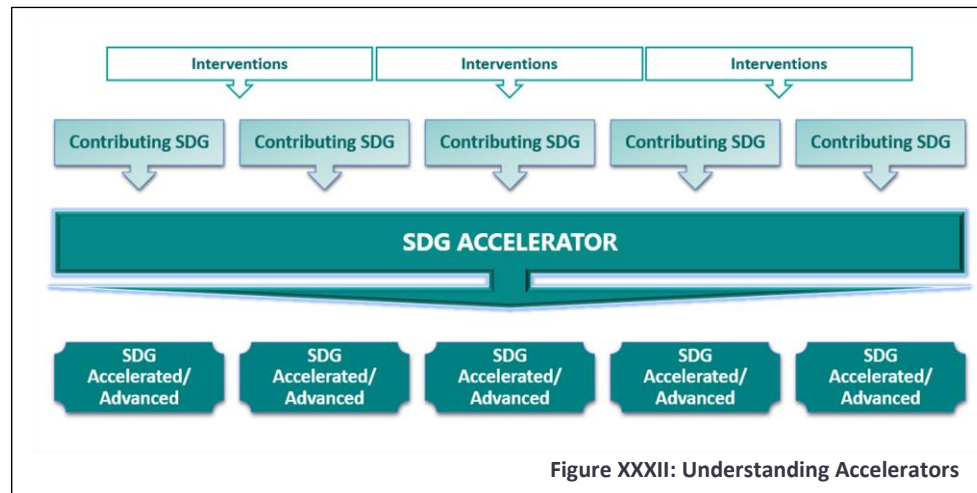 Interventions
Interventions
Interventions
Contributing SDG
Contributing SDG
Contributing SDG
Contributing SDG
Contributing SDG
SDG ACCELERATOR
SDG
Accelerated/
Advanced
SDG
Accelerated/
Advanced
SDG
Accelerated/
Advanced
SDG
Accelerated/
Advanced
SDG
Accelerated/
Advanced
Figure XXXII: Understanding Accelerators